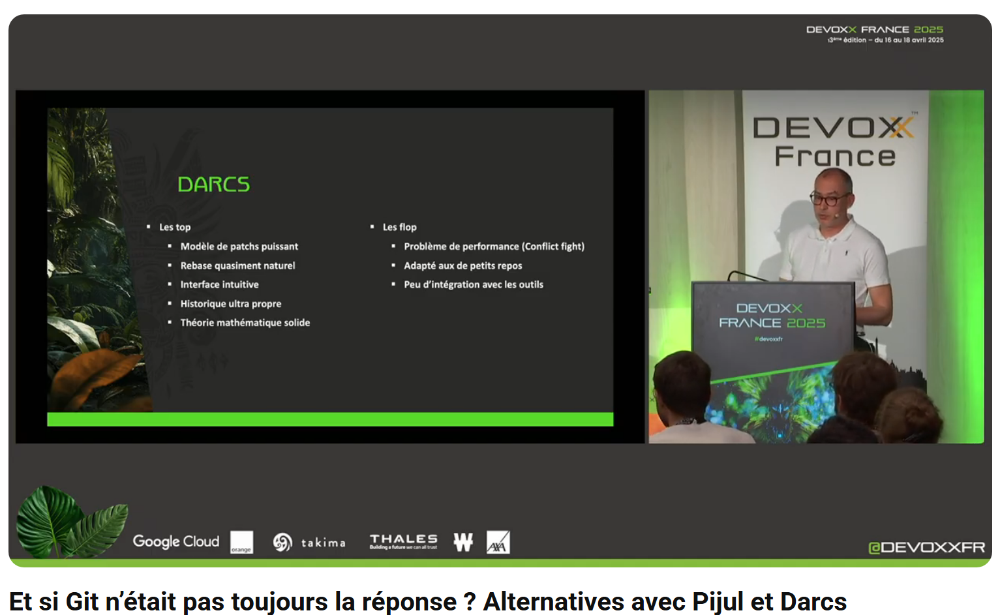 DEVOXX FRANCE 2025
13ème édition – du 16 au 18 avril 2025
DARCS
Les top
Modèle de patchs puissant
Rebase quasiment naturel
Interface intuitive
Historique ultra propre
Théorie mathématique solide
Les flop
Problème de performance (Conflict fight)
Adapté aux de petits repos
Peu d'intégration avec les outils
DEVOXX™
France
DEVOXX
FRANCE 2025
#devoxxfr
Google Cloud
orange
takima
THALES
Building a future we can all trust
W
AXA
@DEVOXXFR
Et si Git n'était pas toujours la réponse ? Alternatives avec Pijul et Darcs